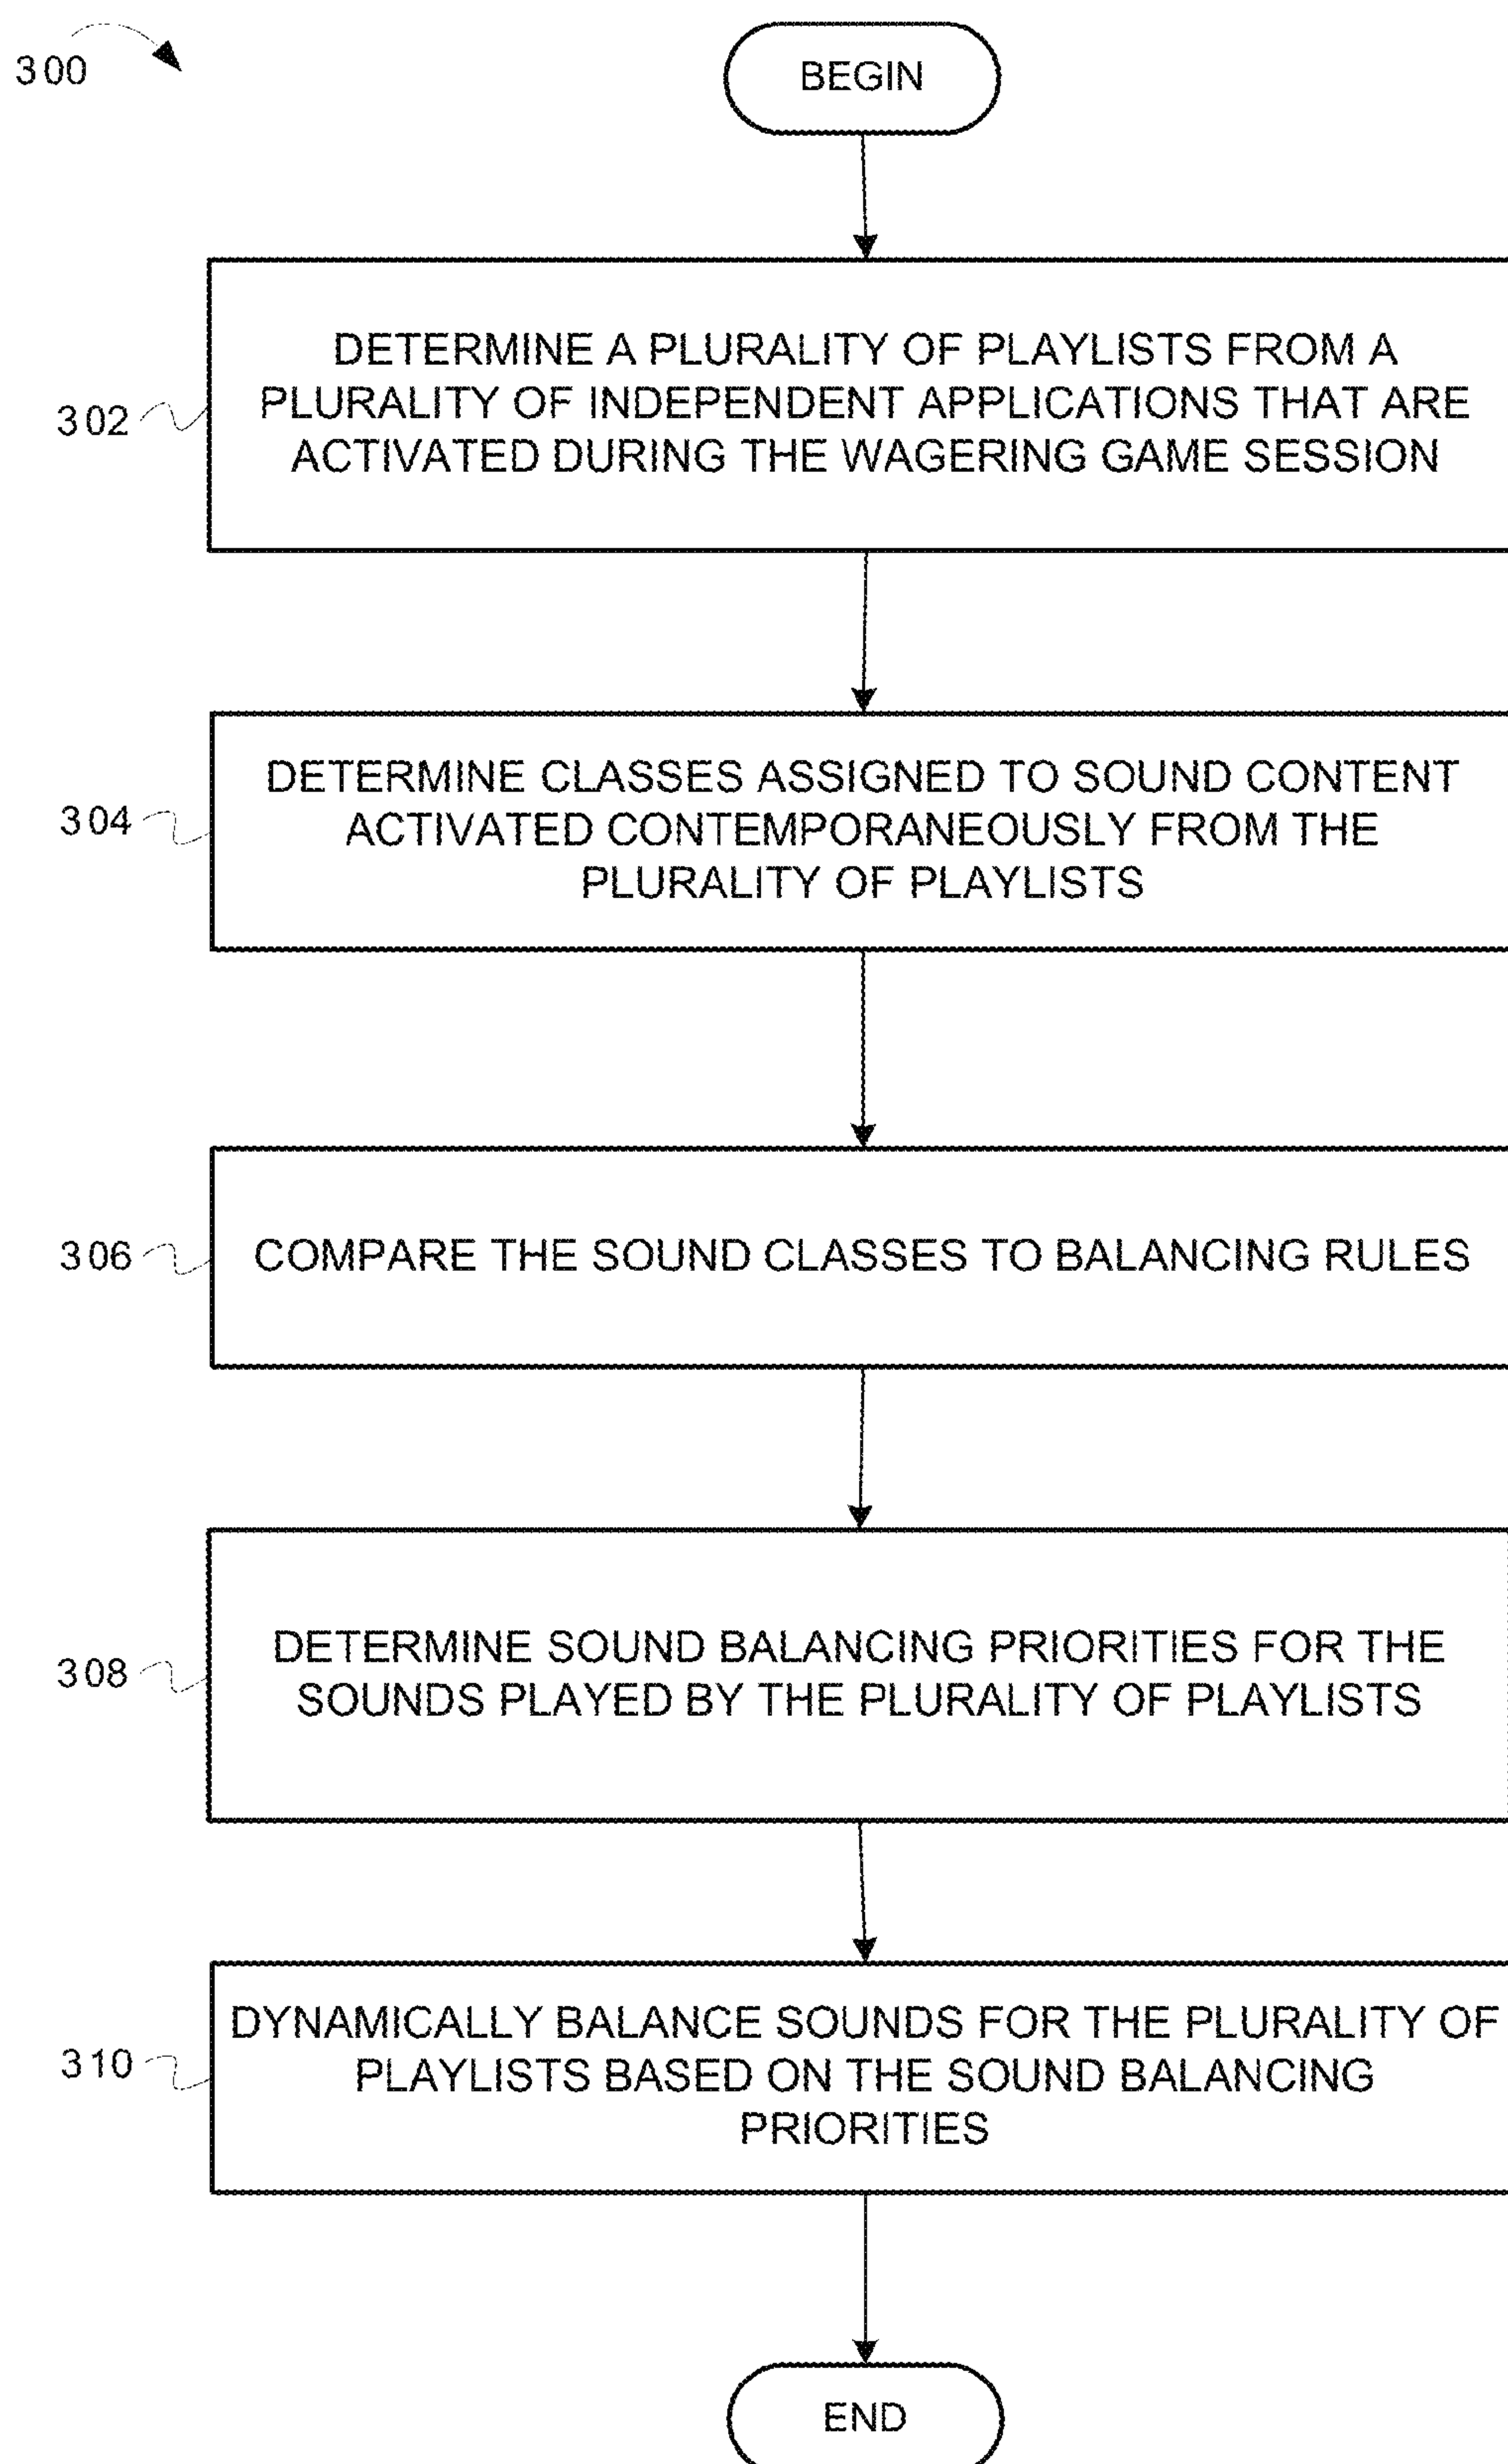 300
BEGIN
302
DETERMINE A PLURALITY OF PLAYLISTS FROM A
PLURALITY OF INDEPENDENT APPLICATIONS THAT ARE
ACTIVATED DURING THE WAGERING GAME SESSION
304
DETERMINE CLASSES ASSIGNED TO SOUND CONTENT
ACTIVATED CONTEMPORANEOUSLY FROM THE
PLURALITY OF PLAYLISTS
306
COMPARE THE SOUND CLASSES TO BALANCING RULES
308
DETERMINE SOUND BALANCING PRIORITIES FOR THE
SOUNDS PLAYED BY THE PLURALITY OF PLAYLISTS
310
DYNAMICALLY BALANCE SOUNDS FOR THE PLURALITY OF
PLAYLISTS BASED ON THE SOUND BALANCING
PRIORITIES
END